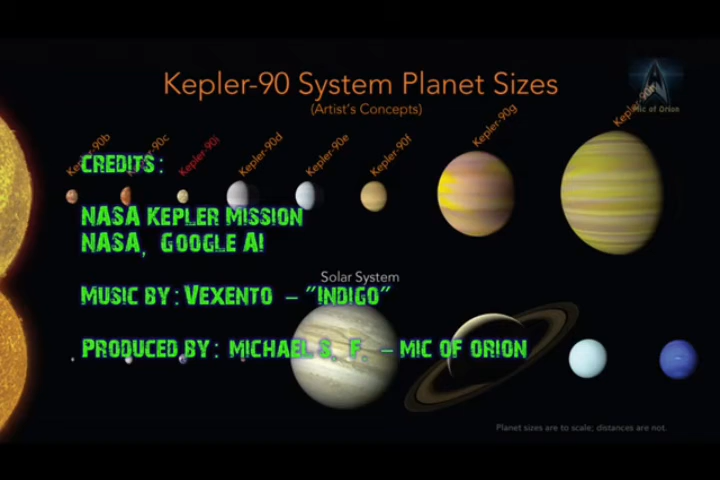 Kepler-90 System Planet Sizes
(Artist's Concepts)
Mic of Orion
Kepler-90b
Kepler-90c
Kepler-90i
Kepler-90d
Kepler-90e
Kepler-90f
Kepler-90g
CREDITS:
NASA KEPLER MISSION
NASA, GOOGLE AI
Solar System
MUSIC BY: VEXENTO – "INDIGO"
PRODUCED BY: MICHAEL S. F. – MIC OF ORION
Planet sizes are to scale; distances are not.